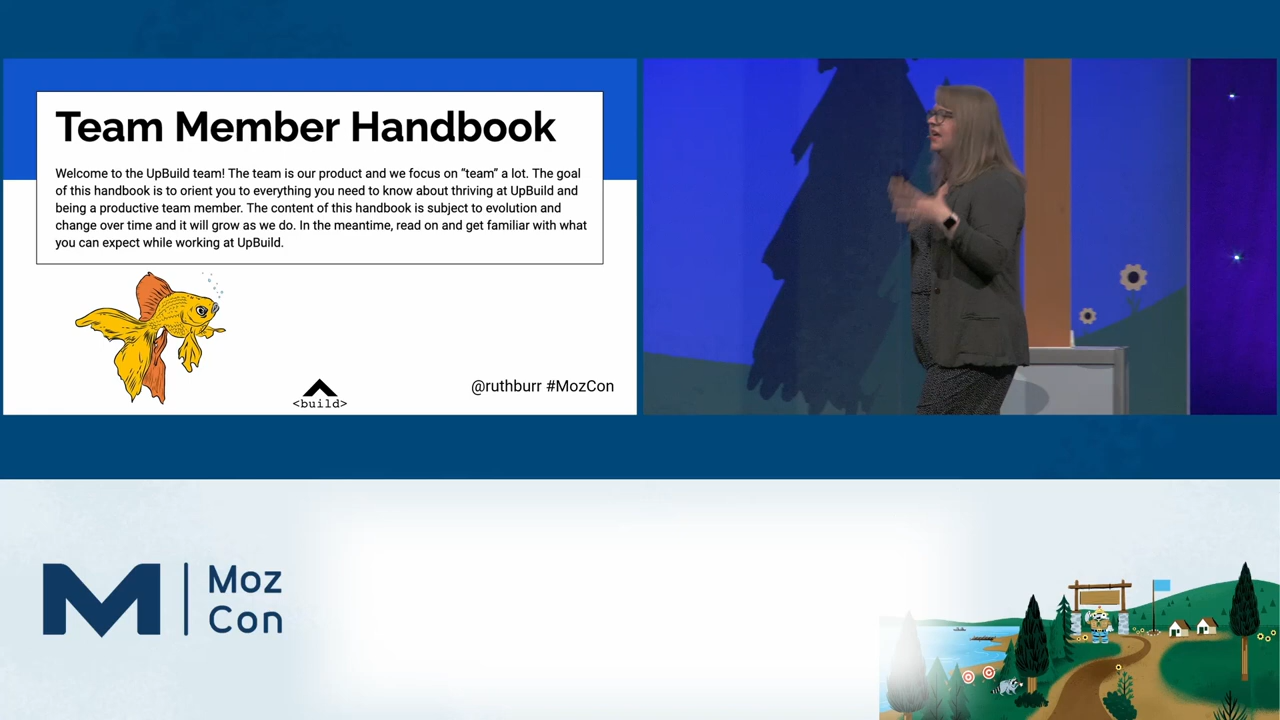 Team Member Handbook
Welcome to the UpBuild team! The team is our product and we focus on “team” a lot. The goal
of this handbook is to orient you to everything you need to know about thriving at UpBuild and
being a productive team member. The content of this handbook is subject to evolution and
change over time and it will grow as we do. In the meantime, read on and get familiar with what
you can expect while working at UpBuild.
<build>
@ruthburr #MozCon
Moz
Con